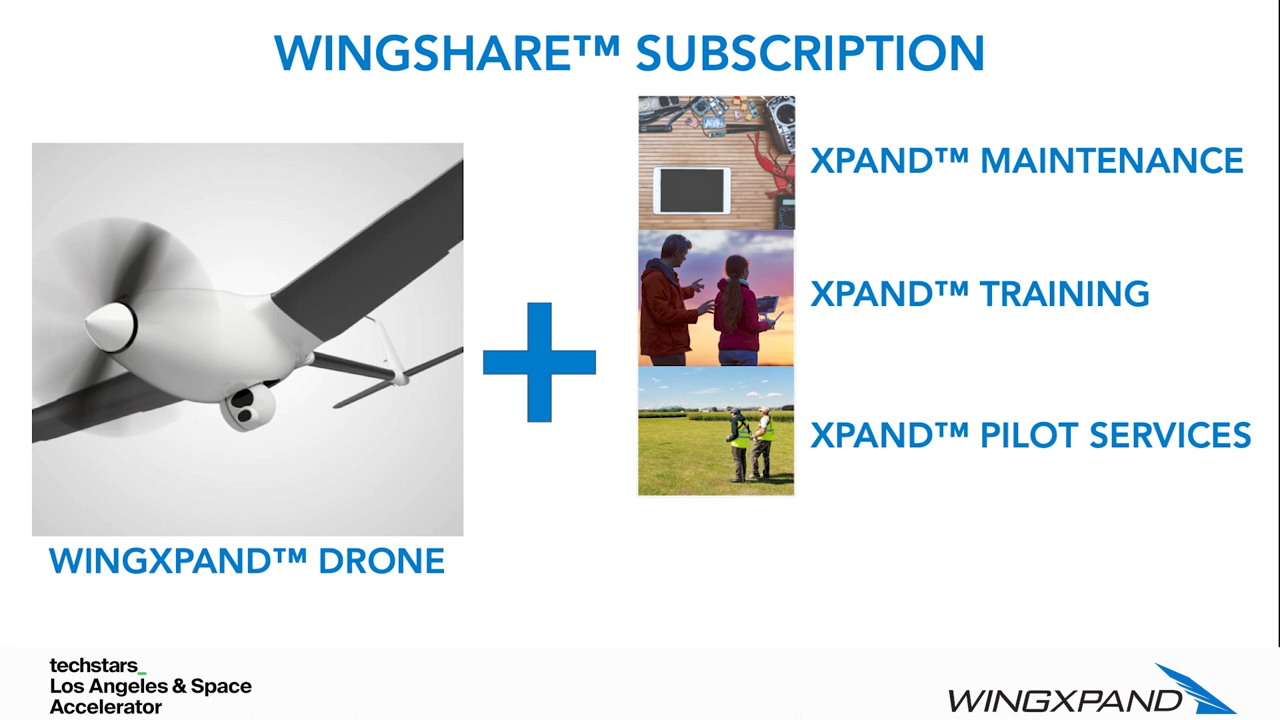 WINGSHARE™ SUBSCRIPTION
XPAND™ MAINTENANCE
XPAND™ TRAINING
XPAND™ PILOT SERVICES
WINGXPAND™ DRONE
techstars_
Los Angeles & Space
Accelerator
WINGXPAND